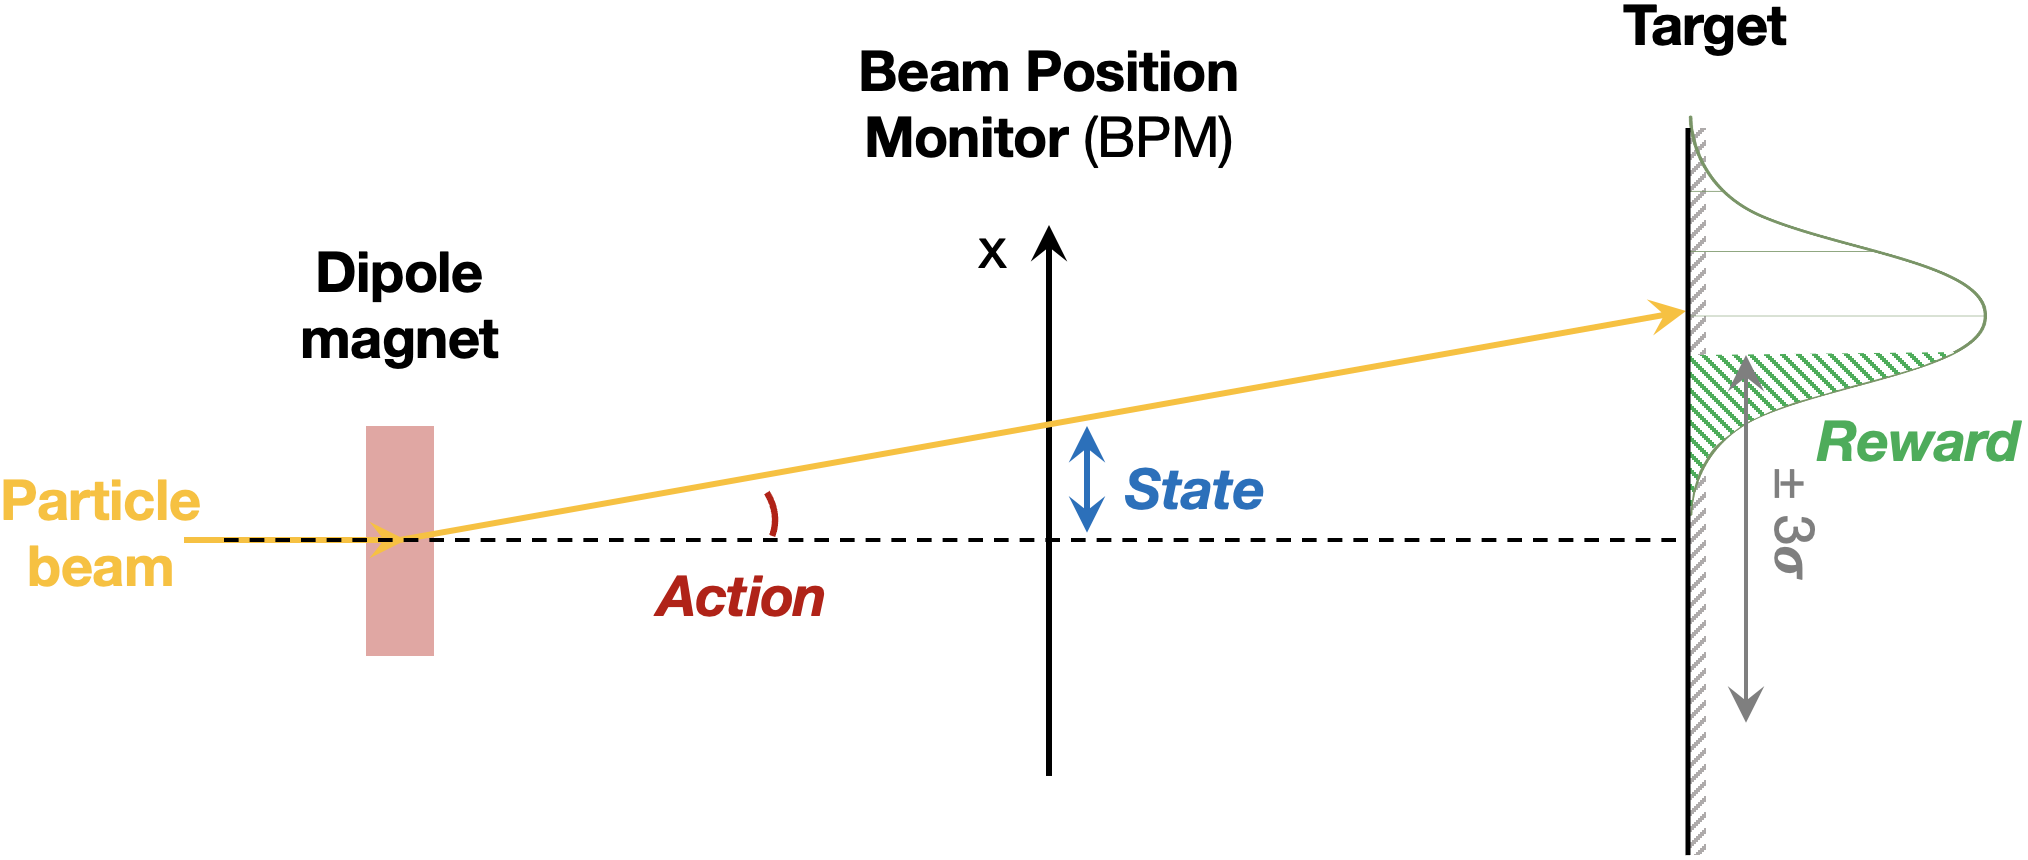 Target
Beam Position
Monitor (BPM)
x
Dipole
magnet
Particle
beam
Action
State
Reward
± 3σ